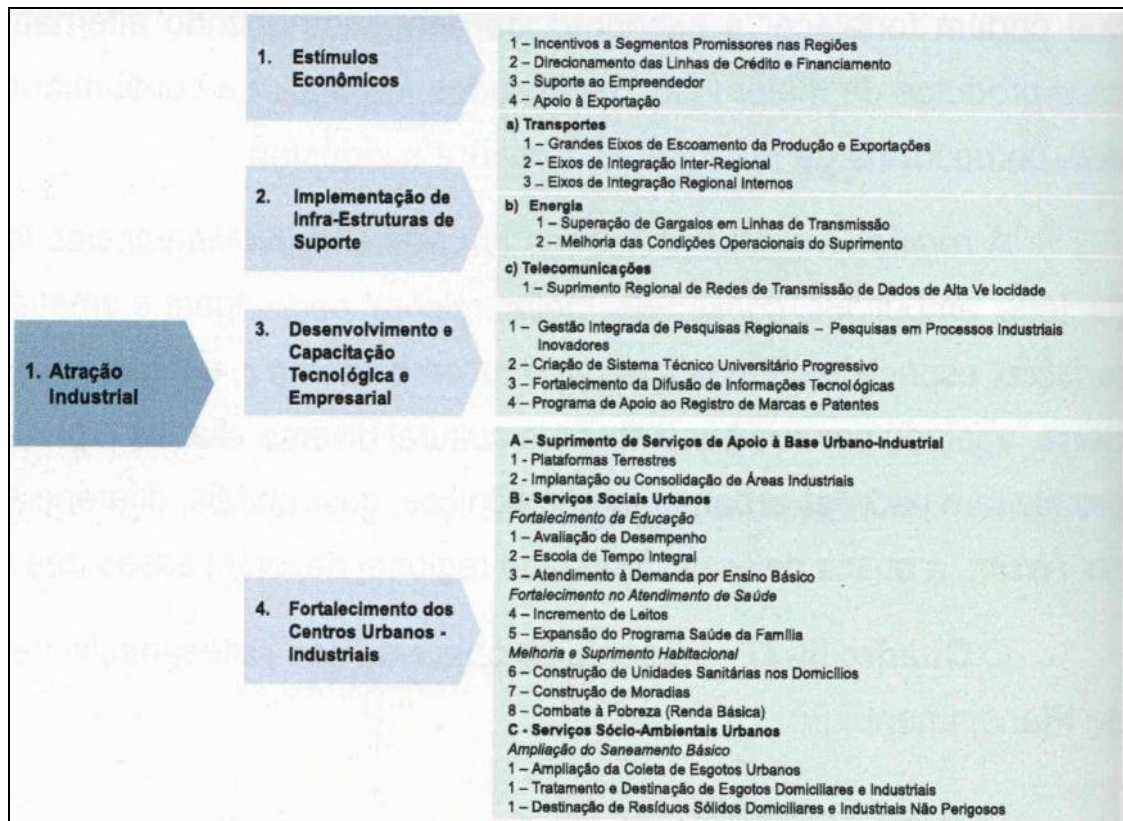 1. Atração
Industrial
1. Estímulos
Econômicos
1 – Incentivos a Segmentos Promissores nas Regiões
2 – Direcionamento das Linhas de Crédito e Financiamento
3 – Suporte ao Empreendedor
4 – Apoio à Exportação
2. Implementação de
Infra-Estruturas de
Suporte
a) Transportes
1 – Grandes Eixos de Escoamento da Produção e Exportações
2 – Eixos de Integração Inter-Regional
3 – Eixos de Integração Regional Internos
b) Energia
1 – Superação de Gargalos em Linhas de Transmissão
2 – Melhoria das Condições Operacionais do Suprimento
c) Telecomunicações
1 – Suprimento Regional de Redes de Transmissão de Dados de Alta Velocidade
3. Desenvolvimento e
Capacitação
Tecnológica e
Empresarial
1 – Gestão Integrada de Pesquisas Regionais – Pesquisas em Processos Industriais
Inovadores
2 – Criação de Sistema Técnico Universitário Progressivo
3 – Fortalecimento da Difusão de Informações Tecnológicas
4 – Programa de Apoio ao Registro de Marcas e Patentes
4. Fortalecimento dos
Centros Urbanos -
Industriais
A – Suprimento de Serviços de Apoio à Base Urbano-Industrial
1 - Plataformas Terrestres
2 - Implantação ou Consolidação de Áreas Industriais
B - Serviços Sociais Urbanos
Fortalecimento da Educação
1 – Avaliação de Desempenho
2 – Escola de Tempo Integral
3 – Atendimento à Demanda por Ensino Básico
Fortalecimento no Atendimento de Saúde
4 – Incremento de Leitos
5 – Expansão do Programa Saúde da Família
Melhoria e Suprimento Habitacional
6 – Construção de Unidades Sanitárias nos Domicílios
7 – Construção de Moradias
8 – Combate à Pobreza (Renda Básica)
C - Serviços Sócio-Ambientais Urbanos
Ampliação do Saneamento Básico
1 – Ampliação da Coleta de Esgotos Urbanos
1 – Tratamento e Destinação de Esgotos Domiciliares e Industriais
1 – Destinação de Resíduos Sólidos Domiciliares e Industriais Não Perigosos